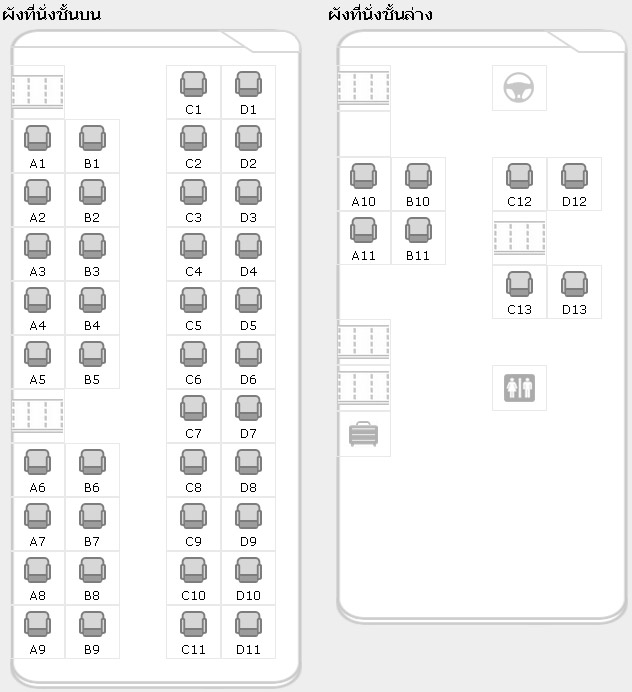 ผังที่นั่งชั้นบน
C1 D1
A1 B1 C2 D2
A2 B2 C3 D3
A3 B3 C4 D4
A4 B4 C5 D5
A5 B5 C6 D6
C7 D7
A6 B6 C8 D8
A7 B7 C9 D9
A8 B8 C10 D10
A9 B9 C11 D11
ผังที่นั่งชั้นล่าง
A10 B10 C12 D12
A11 B11
C13 D13